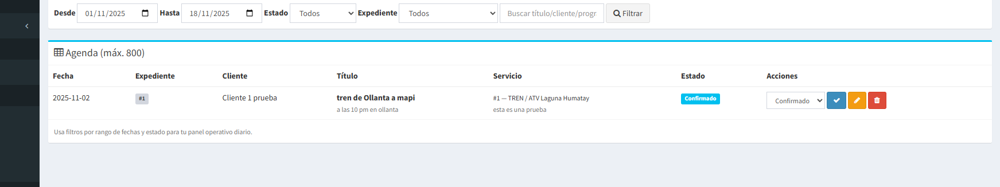 Desde 01/11/2025 Hasta 18/11/2025 Estado Todos Expediente Todos Buscar título/cliente/progr Filtrar
Agenda (máx. 800)
Fecha Expediente Cliente Título Servicio Estado Acciones
2025-11-02 #1 Cliente 1 prueba tren de Ollanta a mapi #1 — TREN / ATV Laguna Humatay Confirmado Confirmado
a las 10 pm en ollanta esta es una prueba
Usa filtros por rango de fechas y estado para tu panel operativo diario.